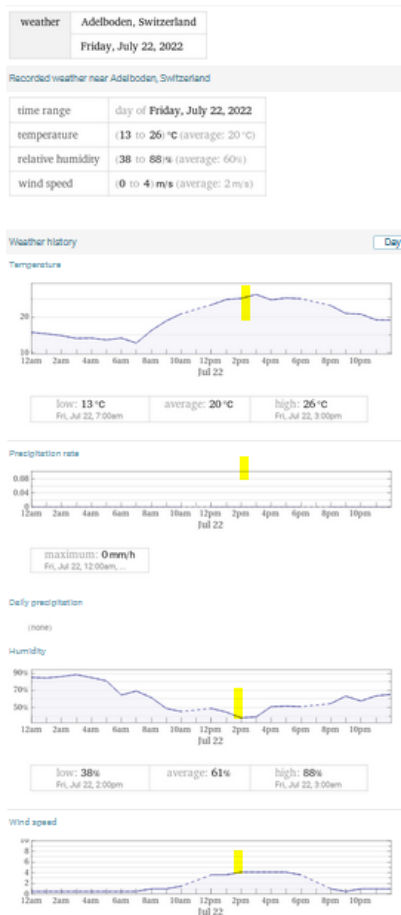 weather Adelboden, Switzerland
Friday, July 22, 2022
Recorded weather near Adelboden, Switzerland
time range day of Friday, July 22, 2022
temperature (13 to 26) °C (average: 20 °C)
relative humidity (38 to 88)% (average: 60%)
wind speed (0 to 4) m/s (average: 2 m/s)
Weather history Day
Temperature
20
10
12am 2am 4am 6am 8am 10am 12pm 2pm 4pm 6pm 8pm 10pm
Jul 22
low: 13 °C average: 20 °C high: 26 °C
Fri, Jul 22, 7:00am Fri, Jul 22, 3:00pm
Precipitation rate
0.08
0.04
0
12am 2am 4am 6am 8am 10am 12pm 2pm 4pm 6pm 8pm 10pm
Jul 22
maximum: 0 mm/h
Fri, Jul 22, 12:00am, ...
Daily precipitation
(none)
Humidity
90%
70%
50%
12am 2am 4am 6am 8am 10am 12pm 2pm 4pm 6pm 8pm 10pm
Jul 22
low: 38% average: 61% high: 88%
Fri, Jul 22, 2:00pm Fri, Jul 22, 3:00am
Wind speed
10
8
6
4
2
0
12am 2am 4am 6am 8am 10am 12pm 2pm 4pm 6pm 8pm 10pm
Jul 22